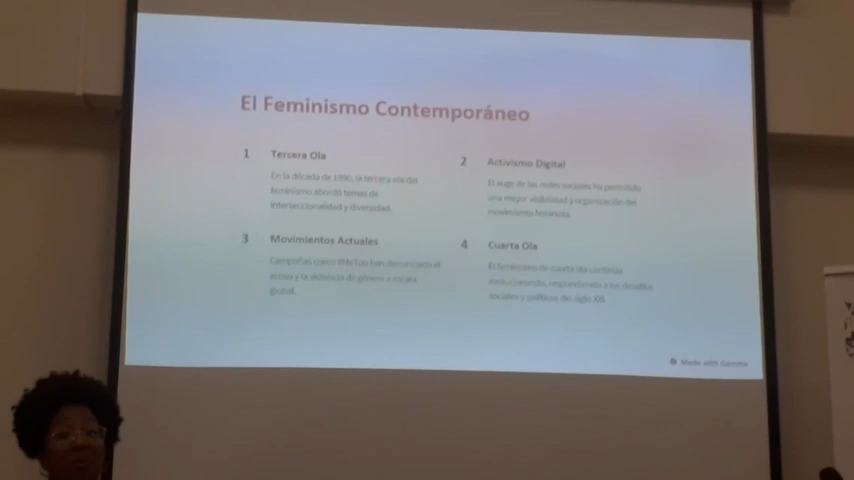 El Feminismo Contemporáneo
1 Tercera Ola
En la década de 1990, la tercera ola del
feminismo abordó temas de
interseccionalidad y diversidad.
2 Activismo Digital
El auge de las redes sociales ha permitido
una mayor visibilidad y organización del
movimiento feminista.
3 Movimientos Actuales
Campañas como #MeToo han denunciado el
acoso y la violencia de género a escala
global.
4 Cuarta Ola
El feminismo de cuarta ola continúa
evolucionando, respondiendo a los desafíos
sociales y políticos del siglo XXI.
Made with Gamma